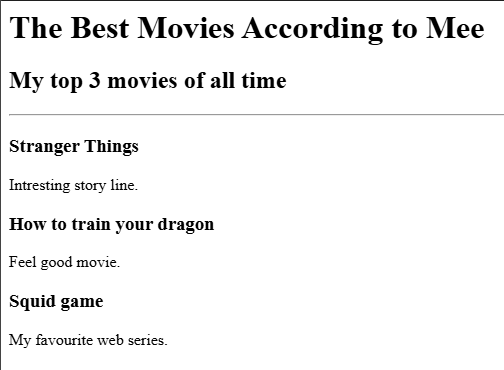 The Best Movies According to Mee
My top 3 movies of all time
Stranger Things
Intresting story line.
How to train your dragon
Feel good movie.
Squid game
My favourite web series.